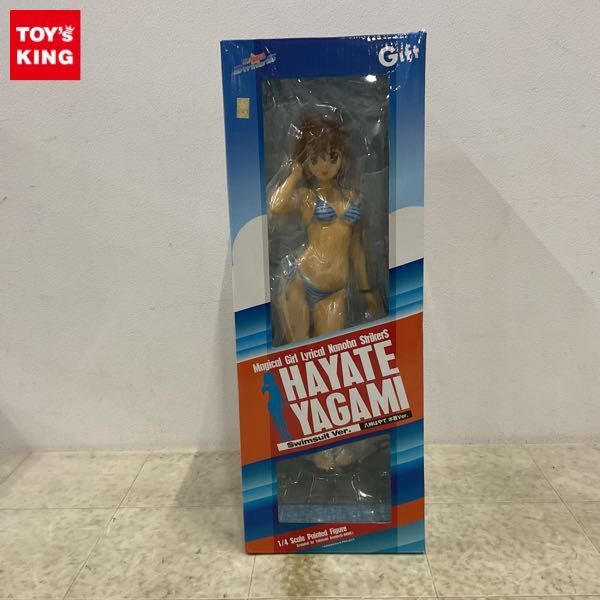 TOY's
KING
Gift
Magical Girl Lyrical Nanoha StrikerS
HAYATE
YAGAMI
Swimsuit Ver.
八神はやて 水着Ver.
1/4 Scale Painted Figure